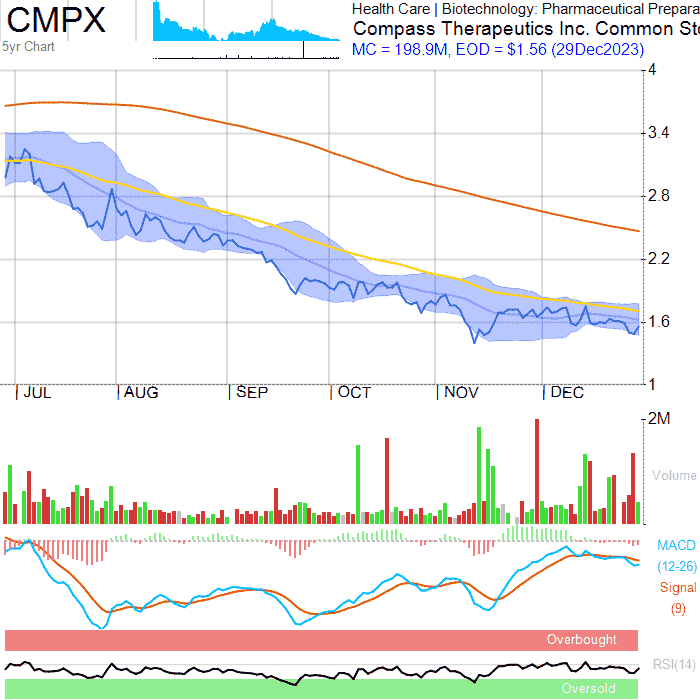 CMPX
5yr Chart
Health Care | Biotechnology: Pharmaceutical Prepara
Compass Therapeutics Inc. Common Sto
MC = 198.9M, EOD = $1.56 (29Dec2023)
4
3.4
2.8
2.2
1.6
1
JUL AUG SEP OCT NOV DEC
2M
Volume
MACD
(12-26)
Signal
(9)
Overbought
RSI(14)
Oversold